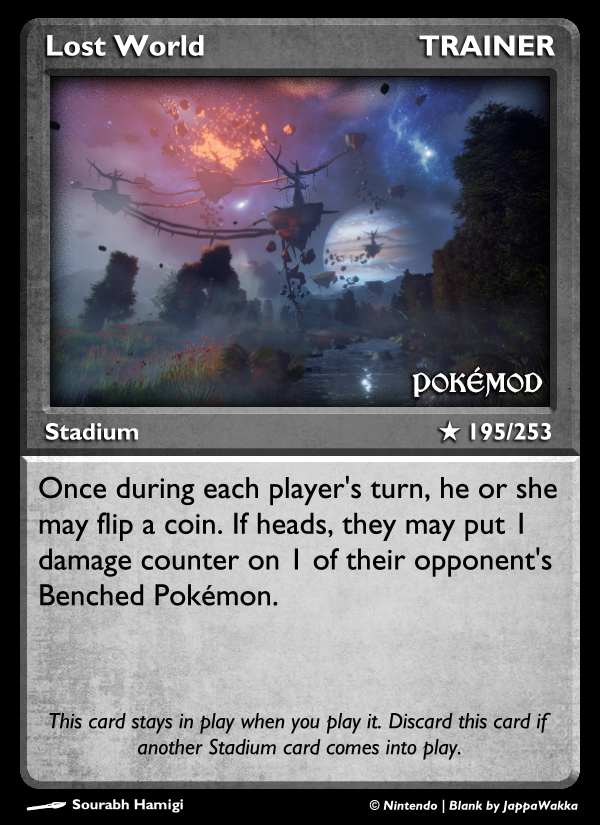 Lost World TRAINER
POKÉMOD
Stadium ★ 195/253
Once during each player's turn, he or she
may flip a coin. If heads, they may put 1
damage counter on 1 of their opponent's
Benched Pokémon.
This card stays in play when you play it. Discard this card if
another Stadium card comes into play.
Sourabh Hamigi © Nintendo | Blank by JappaWakka